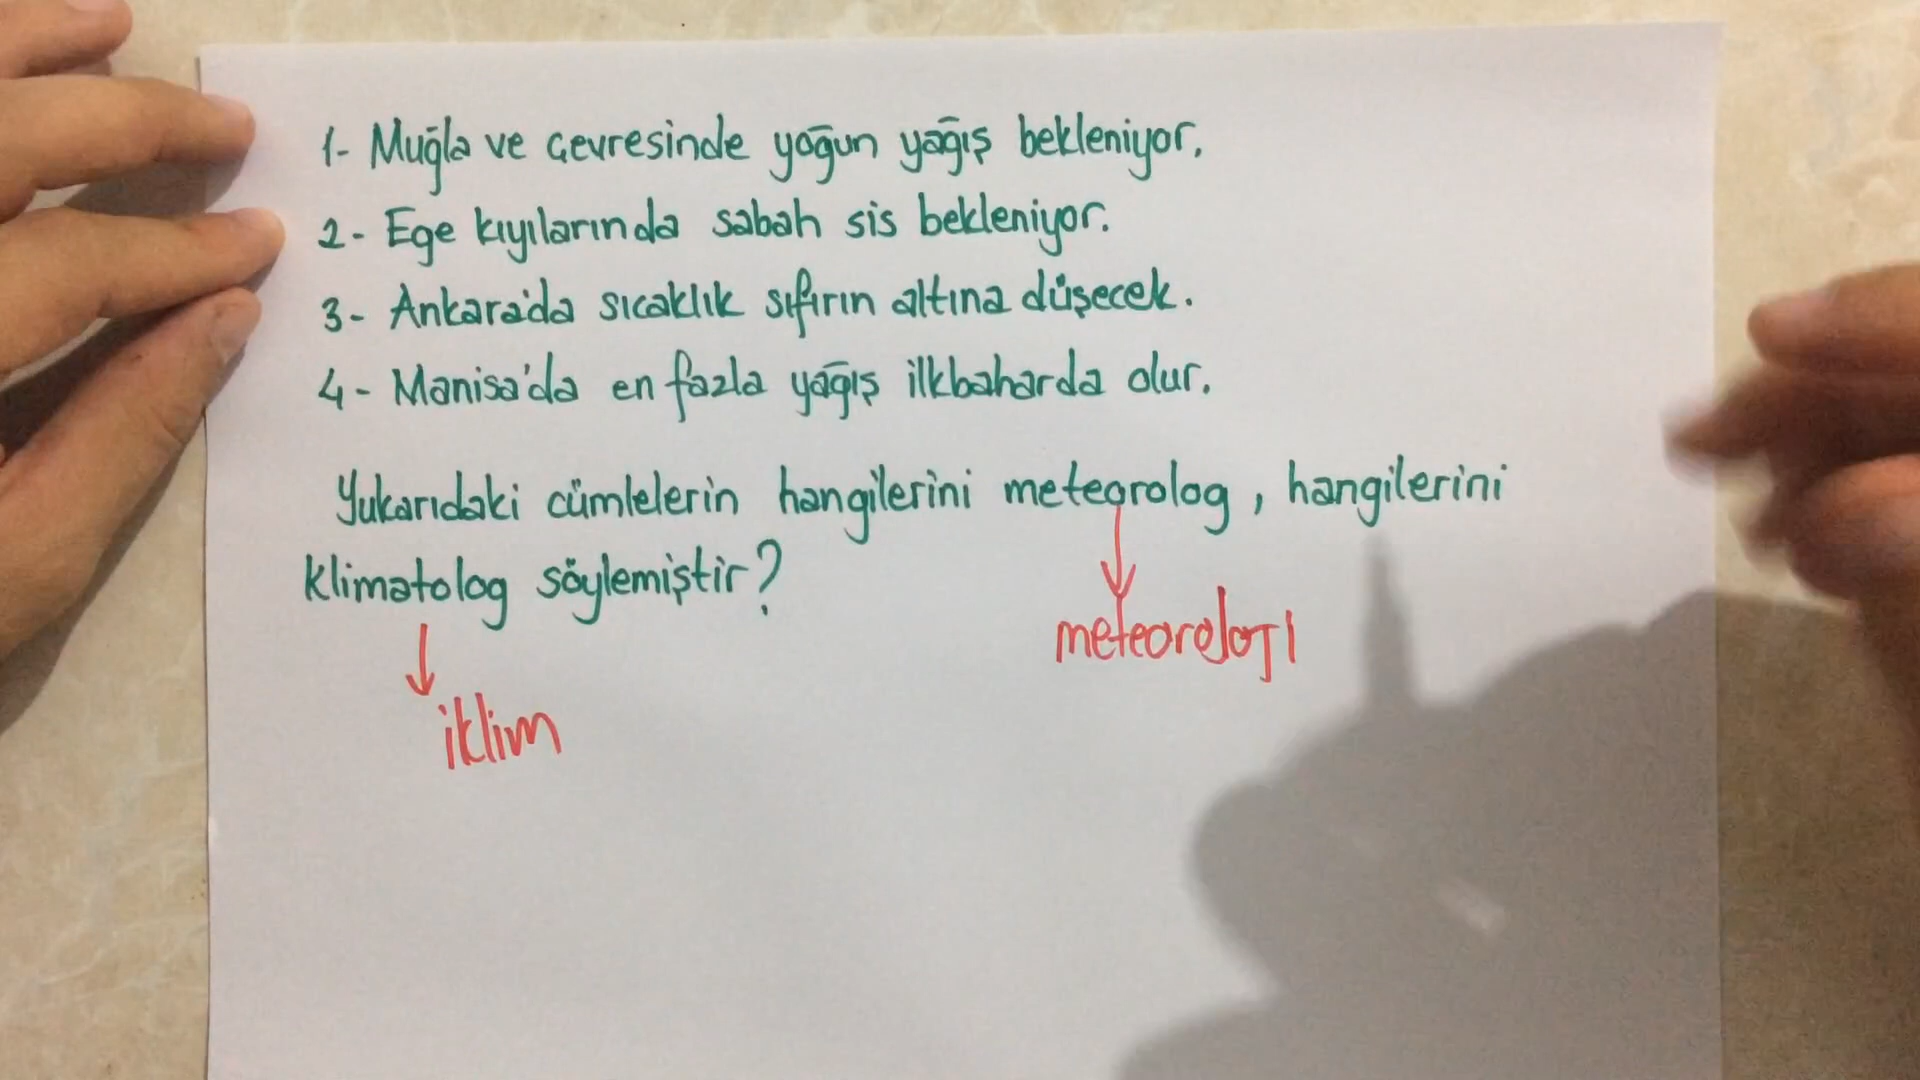 1- Muğla ve çevresinde yoğun yağış bekleniyor.
2- Ege kıyılarında sabah sis bekleniyor.
3- Ankara'da sıcaklık sıfırın altına düşecek.
4- Manisa'da en fazla yağış ilkbaharda olur.
Yukarıdaki cümlelerin hangilerini meteorolog, hangilerini
klimatolog söylemiştir?
meteoroloji
iklim